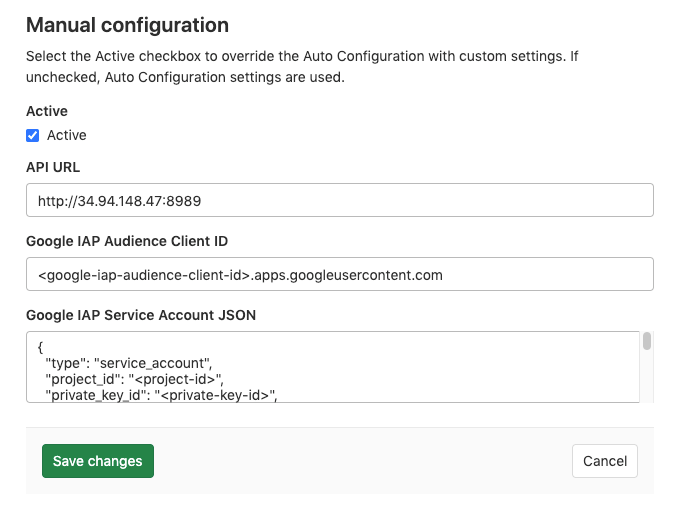 Manual configuration
Select the Active checkbox to override the Auto Configuration with custom settings. If
unchecked, Auto Configuration settings are used.
Active
Active
API URL
http://34.94.148.47:8989
Google IAP Audience Client ID
<google-iap-audience-client-id>.apps.googleusercontent.com
Google IAP Service Account JSON
{
"type": "service_account",
"project_id": "<project-id>",
"private_key_id": "<private-key-id>",
Save changes
Cancel